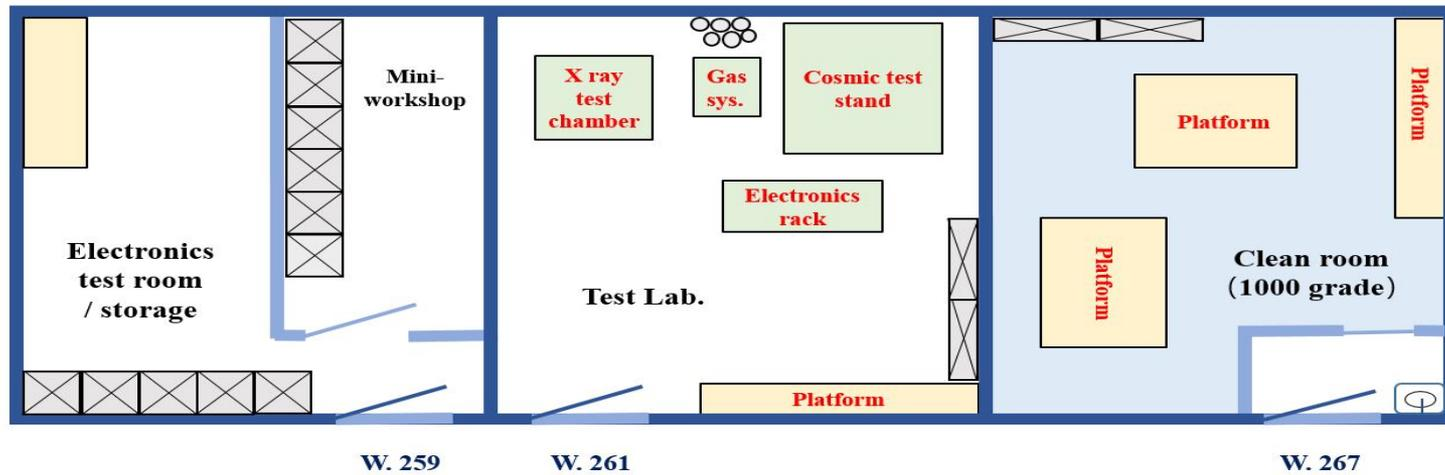 Mini-
workshop
Electronics
test room
/ storage
X ray
test
chamber
Gas
sys.
Cosmic test
stand
Electronics
rack
Test Lab.
Platform
Platform
Platform
Platform
Clean room
（1000 grade）
W. 259
W. 261
W. 267